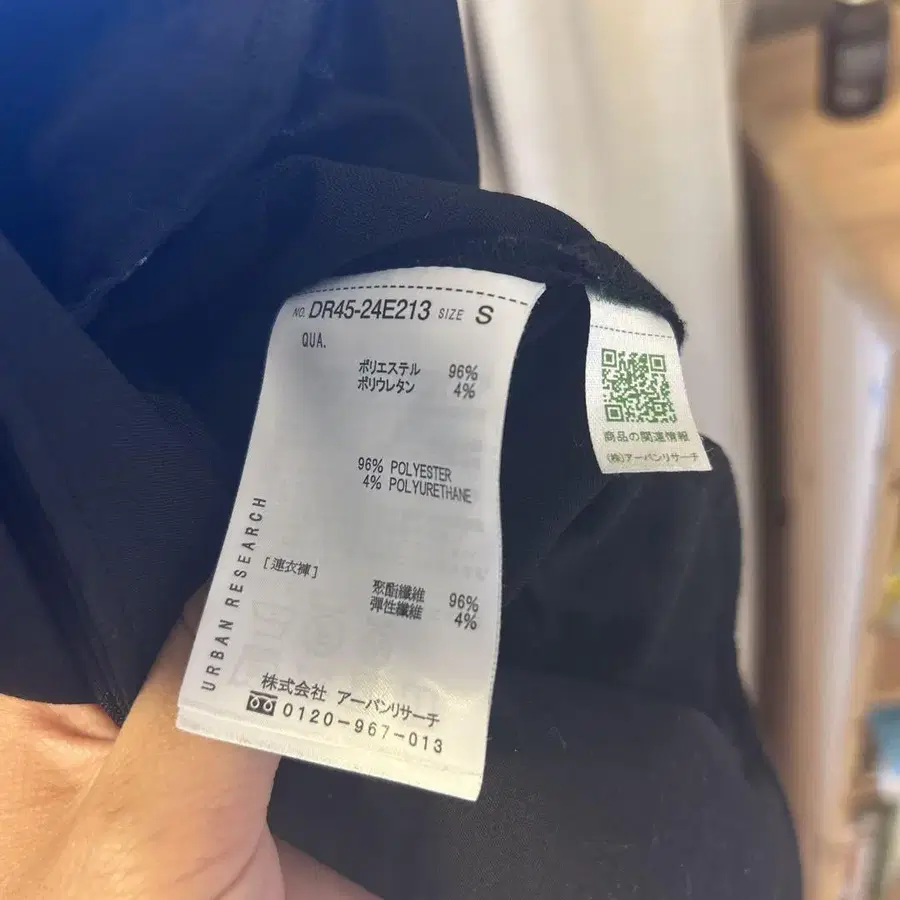 NO. DR45-24E213 SIZE S
QUA.
ポリエステル 96%
ポリウレタン 4%
96% POLYESTER
4% POLYURETHANE
[連衣褲]
聚酯纖維 96%
彈性纖維 4%
URBAN RESEARCH
株式会社 アーバンリサーチ
0120-967-013
商品の関連情報
(株)アーバンリサーチ